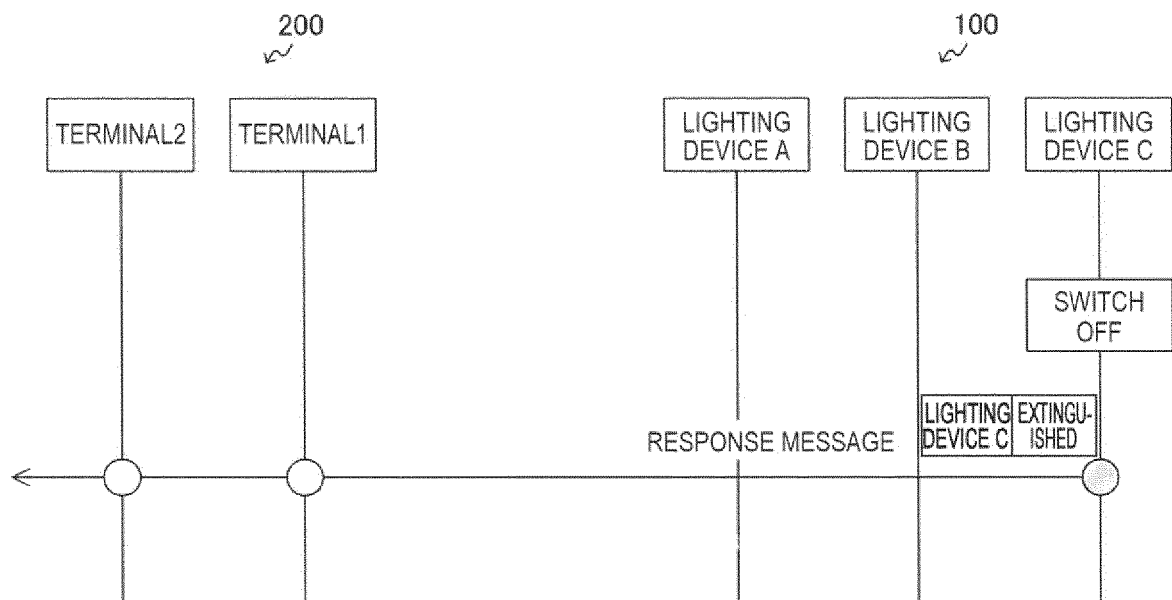 200
100
TERMINAL2
TERMINAL1
LIGHTING
DEVICE A
LIGHTING
DEVICE B
LIGHTING
DEVICE C
SWITCH
OFF
RESPONSE MESSAGE
LIGHTING
DEVICE C
EXTINGU-
ISHED